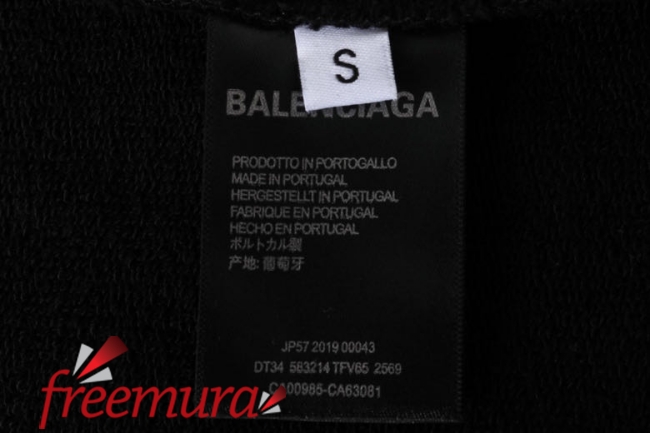 S
BALENCIAGA
PRODOTTO IN PORTOGALLO
MADE IN PORTUGAL
HERGESTELLT IN PORTUGAL
FABRIQUE EN PORTUGAL
HECHO EN PORTUGAL
ポルトカル製
产地: 葡萄牙
JP57 2019 00043
DT34 583214 TFV65 2569
CA00985-CA63081
freemura